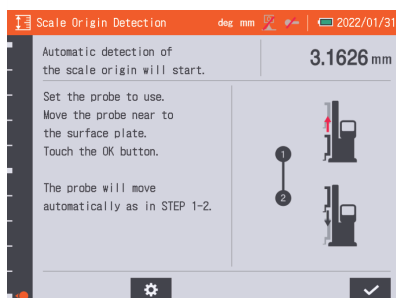 Scale Origin Detection deg mm 2022/01/31
Automatic detection of
the scale origin will start.
3.1626 mm
Set the probe to use.
Move the probe near to
the surface plate.
Touch the OK button.
The probe will move
automatically as in STEP 1-2.
1
2